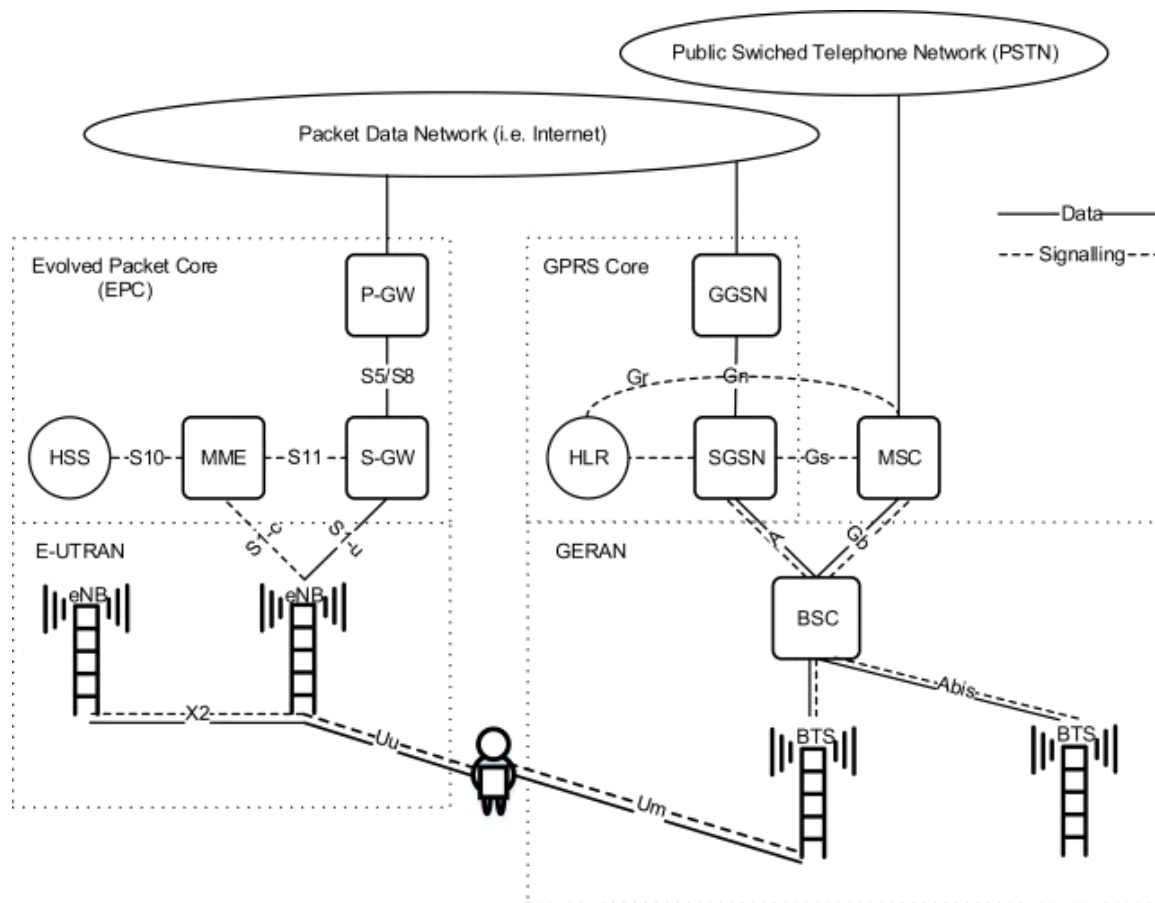 Public Swiched Telephone Network (PSTN)
Packet Data Network (i.e. Internet)
Data
Signalling
Evolved Packet Core
(EPC)
P-GW
GPRS Core
GGSN
S5/S8
Gr
Gn
HSS
S10
MME
S11
S-GW
HLR
SGSN
Gs
MSC
S -c
S1-u
A
Gb
E-UTRAN
GERAN
eNB
eNB
BSC
X2
Uu
Abis
BTS
BTS
Um